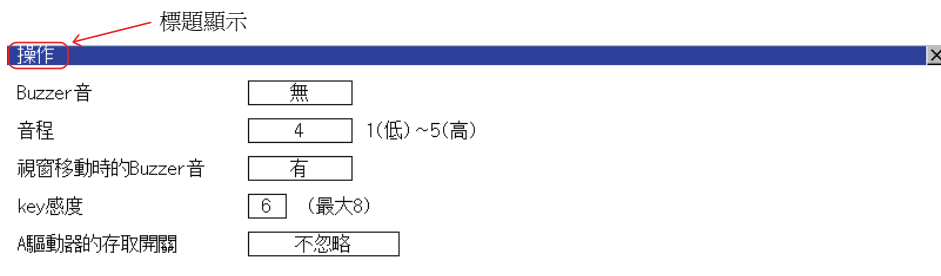 標題顯示
操作
Buzzer音 無
音程 4 1(低)~5(高)
視窗移動時的Buzzer音 有
key感度 6 (最大8)
A驅動器的存取開關 不忽略